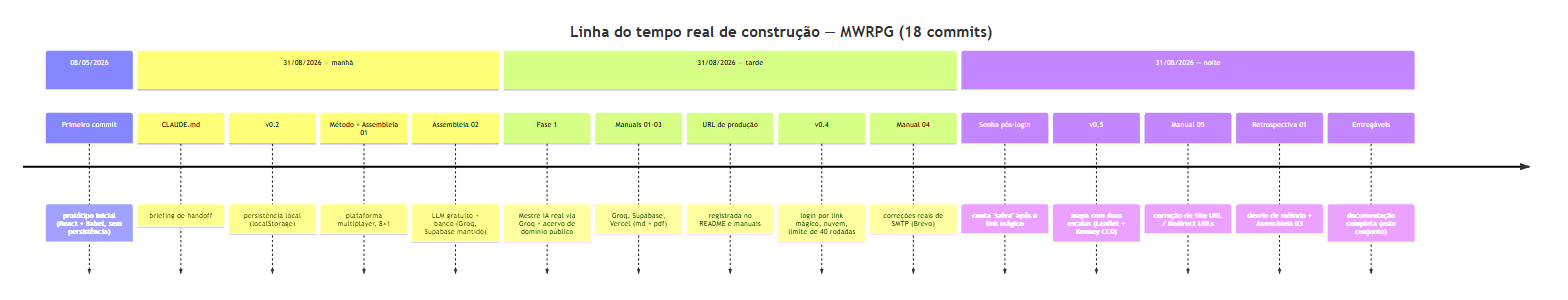 Linha do tempo real de construção — MWRPG (18 commits)
08/05/2026
31/08/2026 — manhã
31/08/2026 — tarde
31/08/2026 — noite
Primeiro commit
CLAUDE.md
v0.2
Método + Assembleia
01
Assembleia 02
Fase 1
Manuais 01-03
URL de produção
v0.4
Manual 04
Senha pós-login
v0.5
Manual 05
Retrospectiva 01
Entregáveis
protótipo inicial
(React + Babel, sem
persistência)
briefing de handoff
persistência local
(localStorage)
plataforma
multiplayer, 8×1
LLM gratuito +
banco (Groq,
Supabase mantido)
Mestre IA real via
Groq + acervo de
domínio público
Groq, Supabase,
Vercel (md + pdf)
registrada no
README e manuais
login por link
mágico, nuvem,
limite de 40 rodadas
correções reais de
SMTP (Brevo)
conta "salva" após o
link mágico
mapa com duas
escalas (Leaflet +
Kenney CC0)
correção de Site URL
/ Redirect URLs
desvio de método +
Assembleia 03
documentação
completa (este
conjunto)